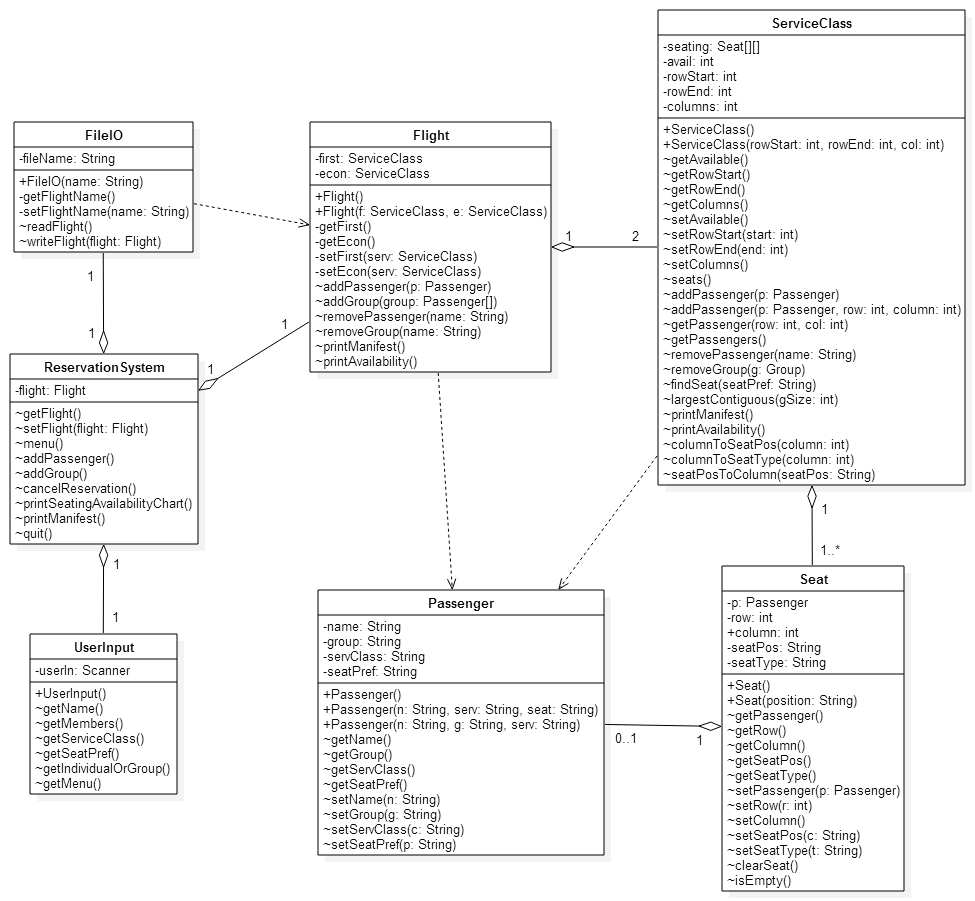 ServiceClass
-seating: Seat[][]
-avail: int
-rowStart: int
-rowEnd: int
-columns: int
+ServiceClass()
+ServiceClass(rowStart: int, rowEnd: int, col: int)
~getAvailable()
~getRowStart()
~getRowEnd()
~getColumns()
~setAvailable()
~setRowStart(start: int)
~setRowEnd(end: int)
~setColumns()
~seats()
~addPassenger(p: Passenger)
~addPassenger(p: Passenger, row: int, column: int)
~getPassenger(row: int, col: int)
~getPassengers()
~removePassenger(name: String)
~removeGroup(g: Group)
~findSeat(seatPref: String)
~largestContiguous(gSize: int)
~printManifest()
~printAvailability()
~columnToSeatPos(column: int)
~columnToSeatType(column: int)
~seatPosToColumn(seatPos: String)
FileIO
-fileName: String
+FileIO(name: String)
-getFlightName()
-setFlightName(name: String)
~readFlight()
~writeFlight(flight: Flight)
Flight
-first: ServiceClass
-econ: ServiceClass
+Flight()
+Flight(f: ServiceClass, e: ServiceClass)
-getFirst()
-getEcon()
-setFirst(serv: ServiceClass)
-setEcon(serv: ServiceClass)
~addPassenger(p: Passenger)
~addGroup(group: Passenger[])
~removePassenger(name: String)
~removeGroup(name: String)
~printManifest()
~printAvailability()
1
2
1
1
1
1
ReservationSystem
-flight: Flight
~getFlight()
~setFlight(flight: Flight)
~menu()
~addPassenger()
~addGroup()
~cancelReservation()
~printSeatingAvailabilityChart()
~printManifest()
~quit()
1
1
1
1..*
UserInput
-userIn: Scanner
+UserInput()
~getName()
~getMembers()
~getServiceClass()
~getSeatPref()
~getIndividualOrGroup()
~getMenu()
Passenger
-name: String
-group: String
-servClass: String
-seatPref: String
+Passenger()
+Passenger(n: String, serv: String, seat: String)
+Passenger(n: String, g: String, serv: String)
~getName()
~getGroup()
~getServClass()
~getSeatPref()
~setName(n: String)
~setGroup(g: String)
~setServClass(c: String)
~setSeatPref(p: String)
0..1
1
Seat
-p: Passenger
-row: int
+column: int
-seatPos: String
-seatType: String
+Seat()
+Seat(position: String)
~getPassenger()
~getRow()
~getColumn()
~getSeatPos()
~getSeatType()
~setPassenger(p: Passenger)
~setRow(r: int)
~setColumn()
~setSeatPos(c: String)
~setSeatType(t: String)
~clearSeat()
~isEmpty()